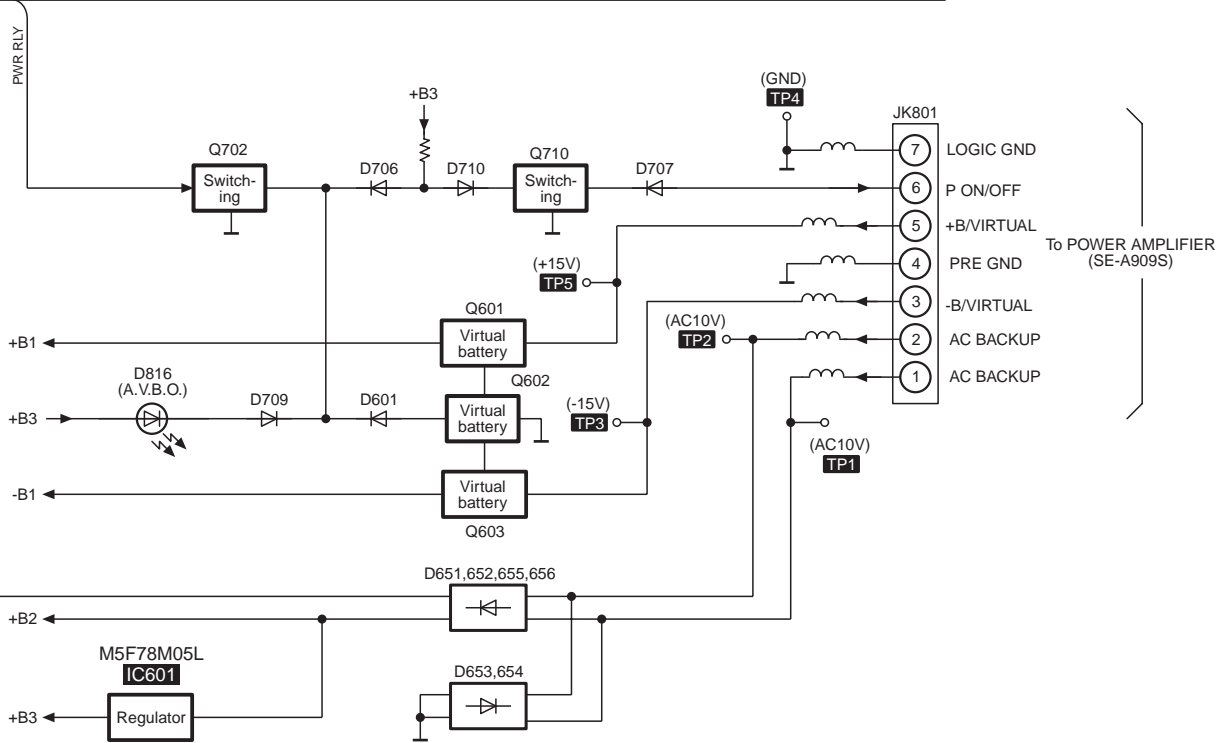 PWR RLY
(GND)
TP4
+B3
JK801
Q702
Switch-
ing
D706
D710
Q710
Switch-
ing
D707
7
LOGIC GND
6
P ON/OFF
5
+B/VIRTUAL
4
PRE GND
3
-B/VIRTUAL
2
AC BACKUP
1
AC BACKUP
To POWER AMPLIFIER
(SE-A909S)
(+15V)
TP5
Q601
+B1
Virtual
battery
(AC10V)
TP2
D816
(A.V.B.O.)
Q602
+B3
D709
D601
Virtual
battery
(-15V)
TP3
(AC10V)
TP1
-B1
Virtual
battery
Q603
D651,652,655,656
+B2
M5F78M05L
IC601
D653,654
+B3
Regulator